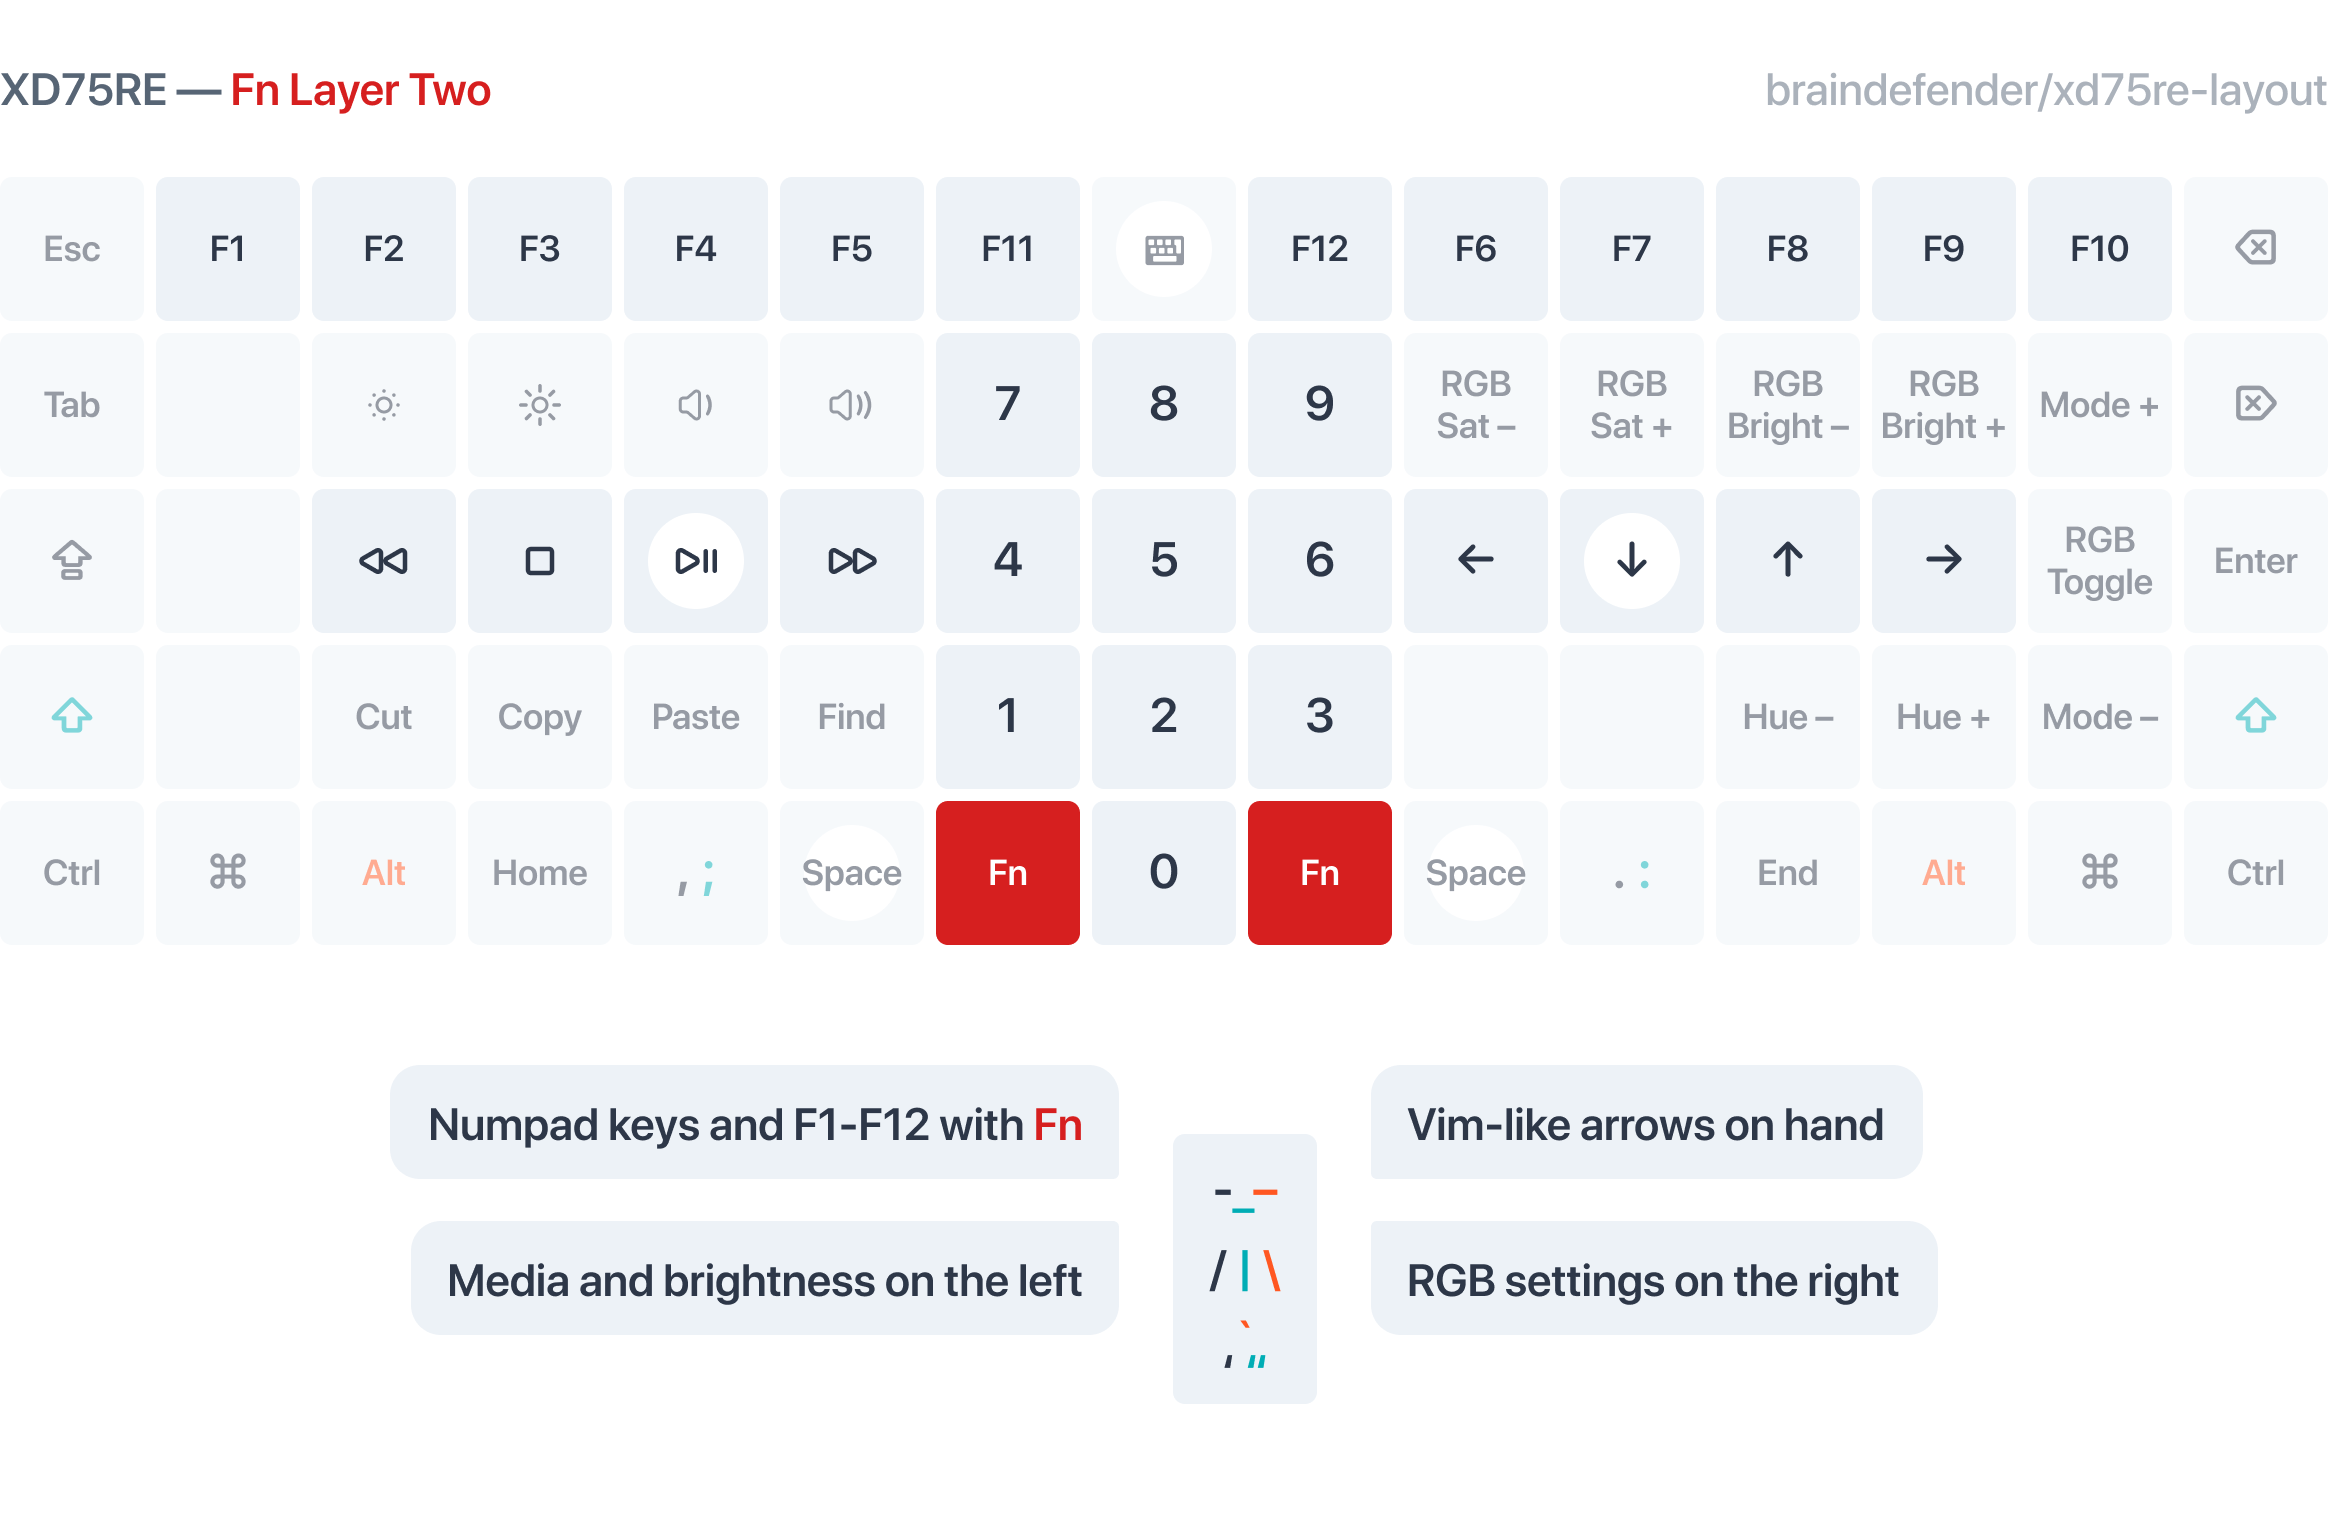 XD75RE — Fn Layer Two
braindefender/xd75re-layout
Esc F1 F2 F3 F4 F5 F11 F12 F6 F7 F8 F9 F10
Tab 7 8 9 RGB Sat – RGB Sat + RGB Bright – RGB Bright + Mode +
4 5 6 ← ↓ ↑ → RGB Toggle Enter
Cut Copy Paste Find 1 2 3 Hue – Hue + Mode –
Ctrl ⌘ Alt Home , ; Space Fn 0 Fn Space . : End Alt ⌘ Ctrl
Numpad keys and F1-F12 with Fn
Vim-like arrows on hand
Media and brightness on the left
RGB settings on the right
- _ –
/ | \
`
' "